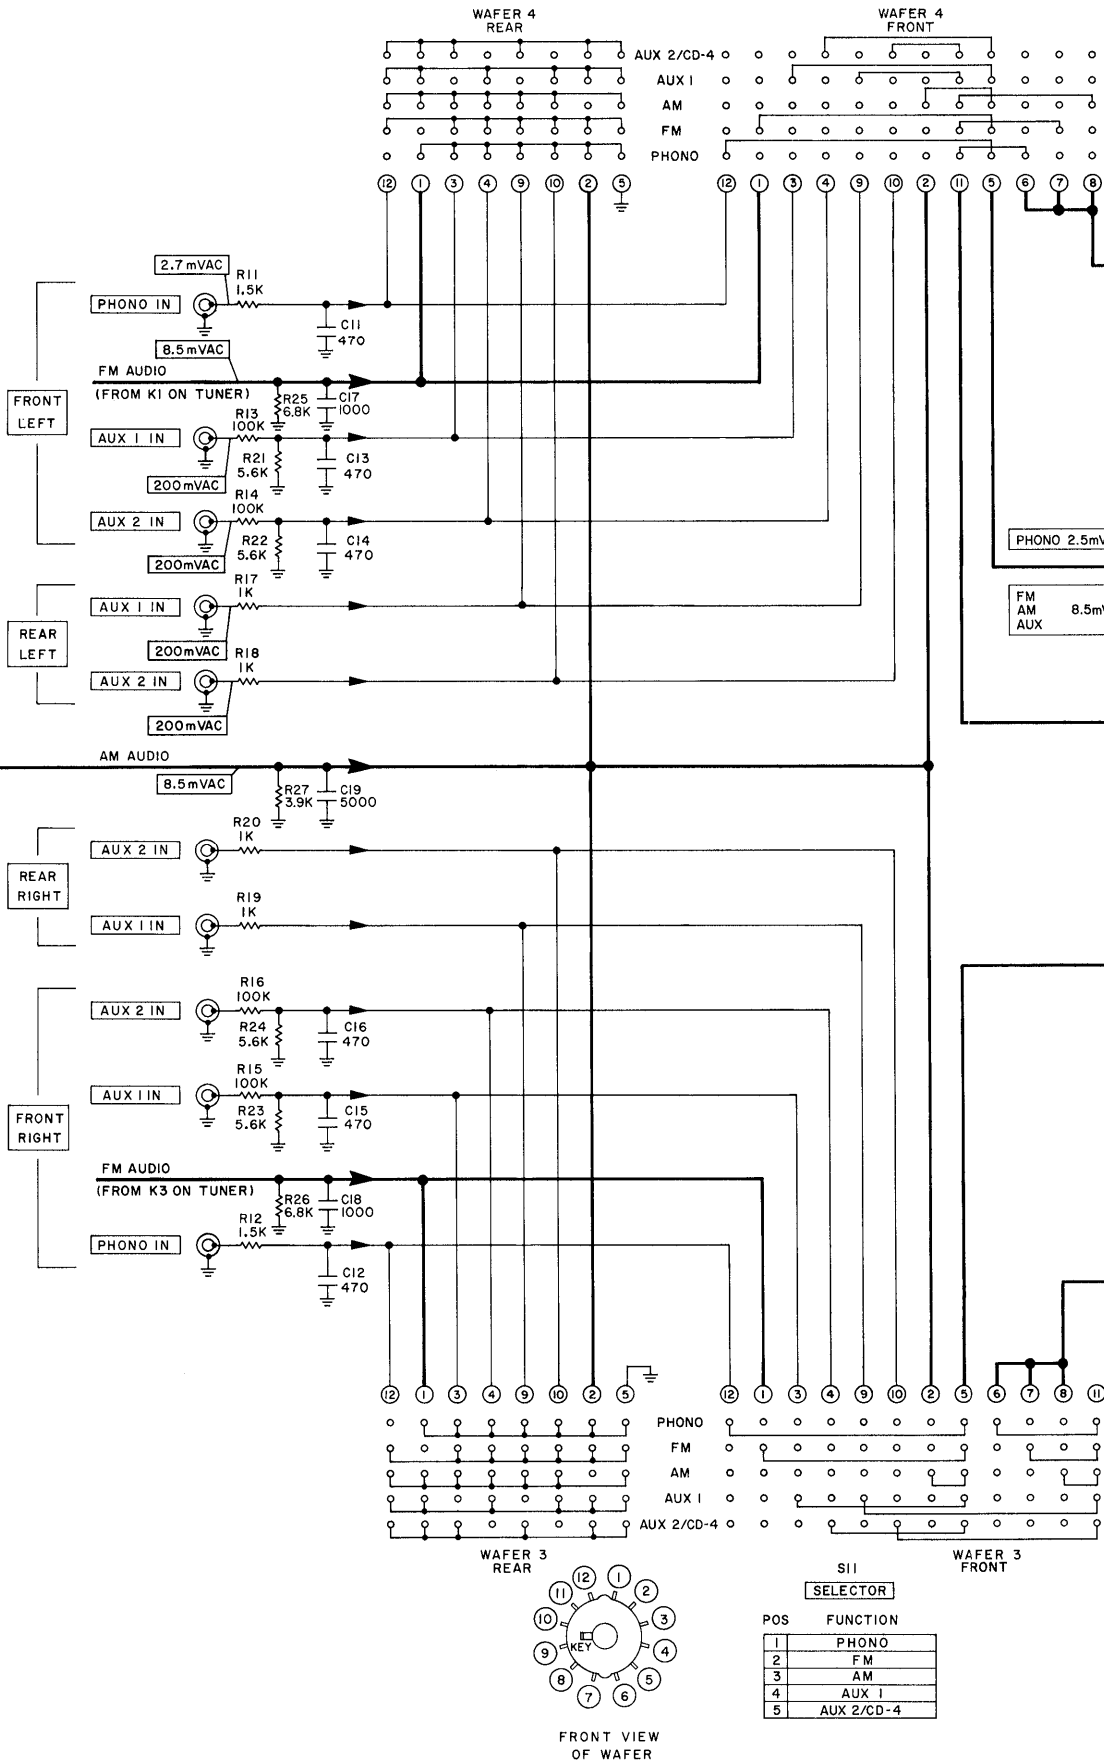 WAFER 4
REAR
WAFER 4
FRONT
AUX 2/CD-4
AUX 1
AM
FM
PHONO
12 1 3 4 9 10 2 5
12 1 3 4 9 10 2 11 5 6 7 8
2.7 mVAC
R11
1.5K
PHONO IN
C11
470
8.5 mVAC
FM AUDIO
(FROM K1 ON TUNER)
R25
6.8K
C17
1000
FRONT
LEFT
R13
100K
AUX 1 IN
R21
5.6K
C13
470
200mVAC
R14
100K
AUX 2 IN
R22
5.6K
C14
470
200mVAC
PHONO 2.5mV
R17
1K
AUX 1 IN
FM
AM 8.5mV
AUX
REAR
LEFT
200mVAC
R18
1K
AUX 2 IN
200mVAC
AM AUDIO
8.5mVAC
R27
3.9K
C19
5000
R20
1K
AUX 2 IN
REAR
RIGHT
R19
1K
AUX 1 IN
R16
100K
AUX 2 IN
R24
5.6K
C16
470
R15
100K
AUX 1 IN
R23
5.6K
C15
470
FRONT
RIGHT
FM AUDIO
(FROM K3 ON TUNER)
R26
6.8K
C18
1000
R12
1.5K
PHONO IN
C12
470
12 1 3 4 9 10 2 5
12 1 3 4 9 10 2 5 6 7 8 11
PHONO
FM
AM
AUX 1
AUX 2/CD-4
WAFER 3
REAR
WAFER 3
FRONT
12 1
11 2
10 3
KEY
9 4
8 5
7 6
FRONT VIEW
OF WAFER
S11
SELECTOR
POS FUNCTION
1 PHONO
2 FM
3 AM
4 AUX 1
5 AUX 2/CD-4